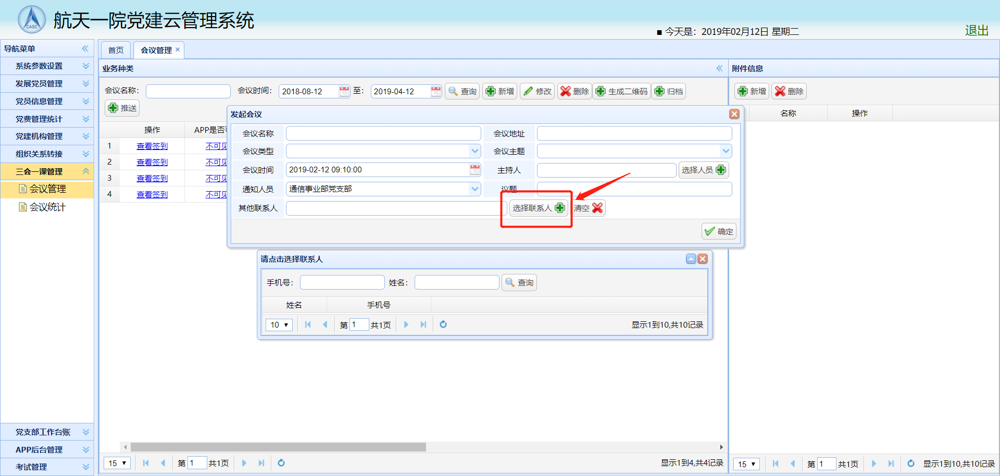 CASC
航天一院党建云管理系统
■ 今天是：2019年02月12日 星期二
退出
导航菜单
系统参数设置
发展党员管理
党员信息管理
党费管理统计
党建机构管理
组织关系转接
三会一课管理
会议管理
会议统计
党支部工作台账
APP后台管理
考试管理
首页 会议管理
业务种类
会议名称： 会议时间： 2018-08-12 至： 2019-04-12 查询 新增 修改 删除 生成二维码 归档
推送
操作 APP是否可
1 查看签到 不可见
2 查看签到 不可见
3 查看签到 不可见
4 查看签到 不可见
发起会议
会议名称 会议地址
会议类型 会议主题
会议时间 2019-02-12 09:10:00 主持人 选择人员
通知人员 通信事业部党支部 议题
其他联系人 选择联系人 清空
确定
请点击选择联系人
手机号： 姓名： 查询
姓名 手机号
10 第 1 共1页 显示1到10,共10记录
15 第 1 共1页 显示1到4,共4记录
附件信息
新增 删除
名称 操作
15 第 1 共1页 显示1到10,共10记录